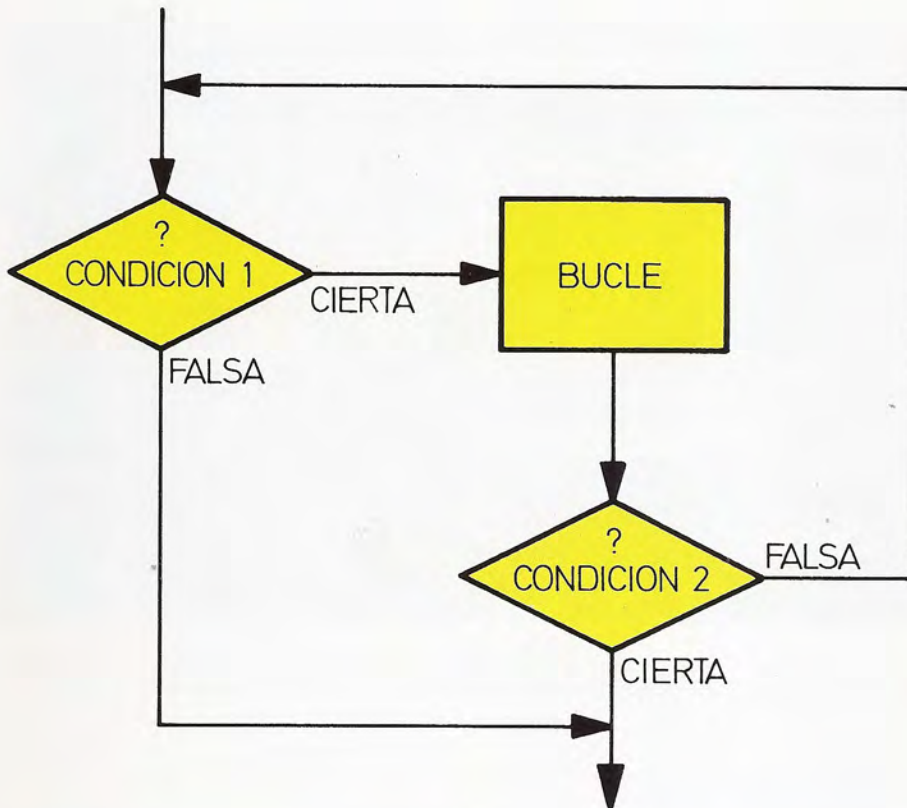 ?
CONDICION 1
CIERTA
BUCLE
FALSA
?
CONDICION 2
FALSA
CIERTA